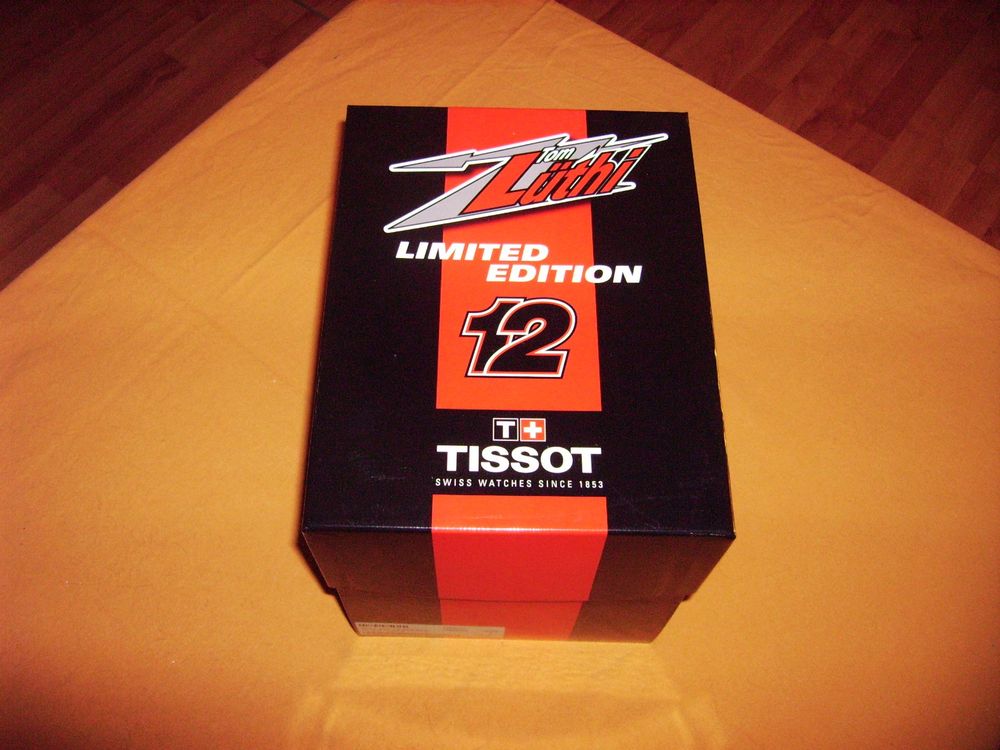 Tom
Lüthi
LIMITED
EDITION
12
T+
TISSOT
SWISS WATCHES SINCE 1853